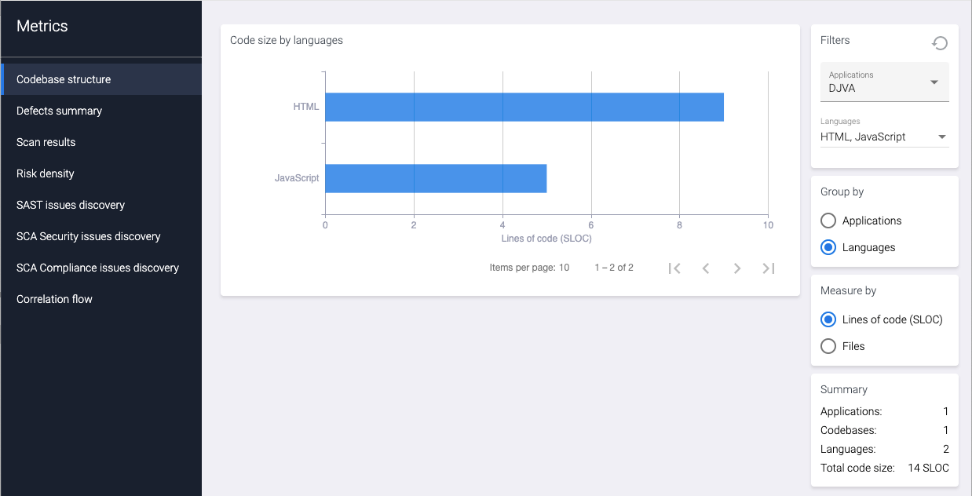 Metrics
Codebase structure
Defects summary
Scan results
Risk density
SAST issues discovery
SCA Security issues discovery
SCA Compliance issues discovery
Correlation flow
Code size by languages
HTML
JavaScript
0 2 4 6 8 10
Lines of code (SLOC)
Items per page: 10 1 – 2 of 2
Filters
Applications
DJVA
Languages
HTML, JavaScript
Group by
Applications
Languages
Measure by
Lines of code (SLOC)
Files
Summary
Applications: 1
Codebases: 1
Languages: 2
Total code size: 14 SLOC